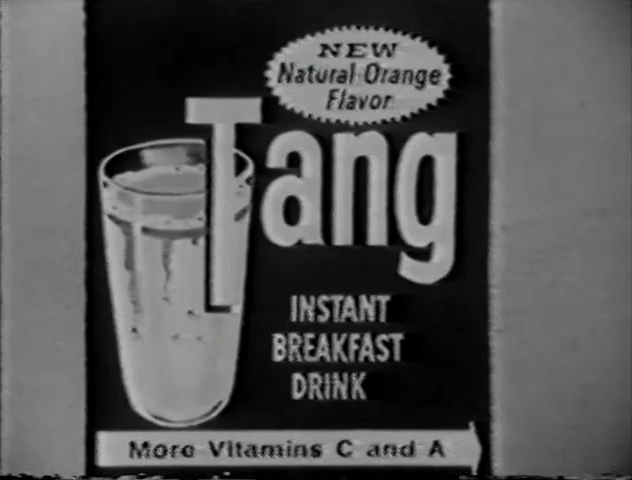 NEW
Natural Orange
Flavor
Tang
INSTANT
BREAKFAST
DRINK
More Vitamins C and A